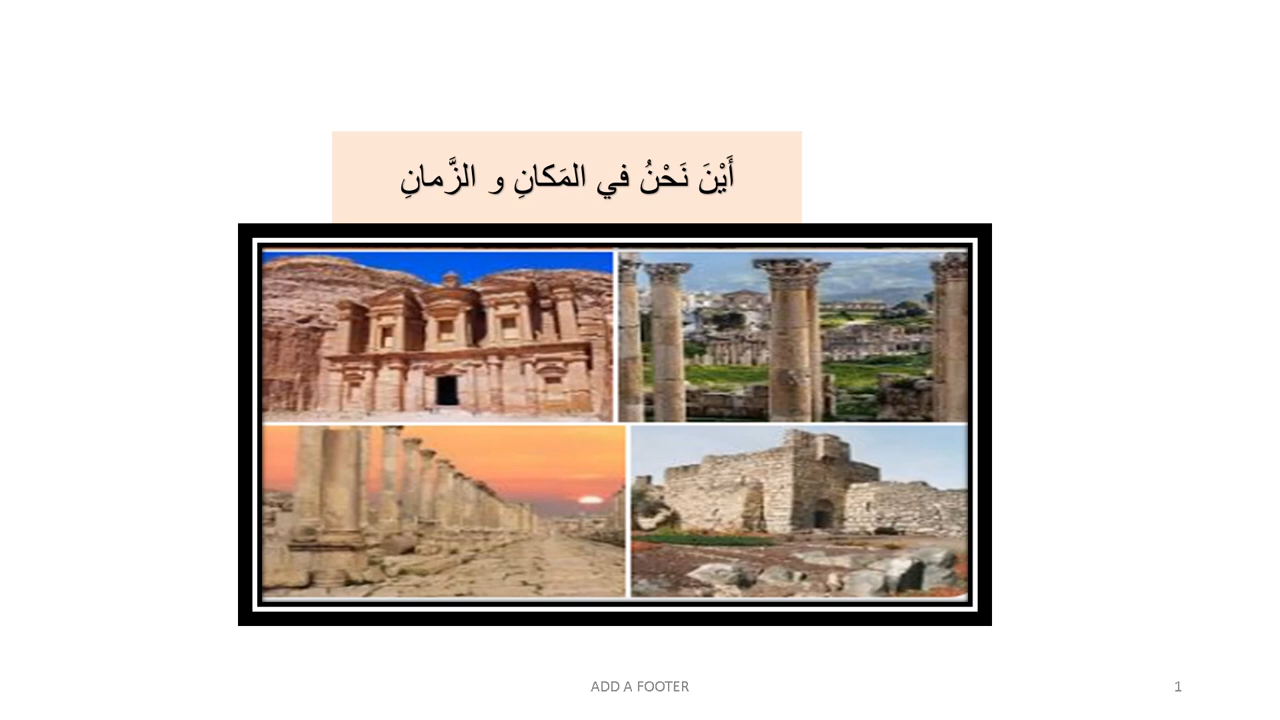 أَيْنَ نَحْنُ في المَكانِ و الزَّمانِ
ADD A FOOTER
1